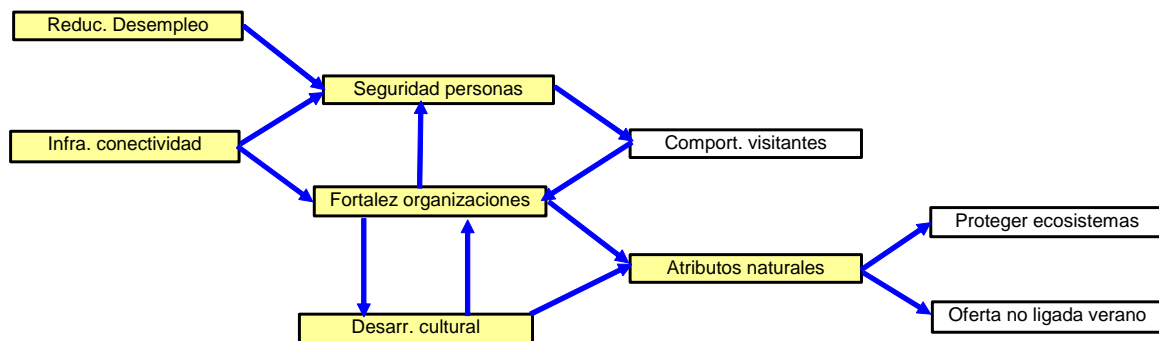 Reduc. Desempleo
Seguridad personas
Infra. conectividad
Comport. visitantes
Fortalez organizaciones
Proteger ecosistemas
Atributos naturales
Oferta no ligada verano
Desarr. cultural